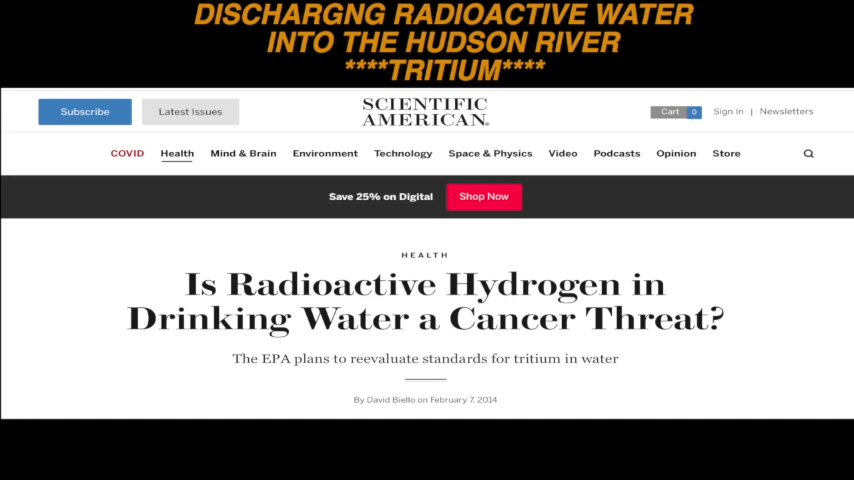 DISCHARGNG RADIOACTIVE WATER
INTO THE HUDSON RIVER
****TRITIUM****
Subscribe
Latest Issues
SCIENTIFIC
AMERICAN®
Cart 0
Sign In | Newsletters
COVID Health Mind & Brain Environment Technology Space & Physics Video Podcasts Opinion Store
Save 25% on Digital Shop Now
HEALTH
Is Radioactive Hydrogen in
Drinking Water a Cancer Threat?
The EPA plans to reevaluate standards for tritium in water
By David Biello on February 7, 2014